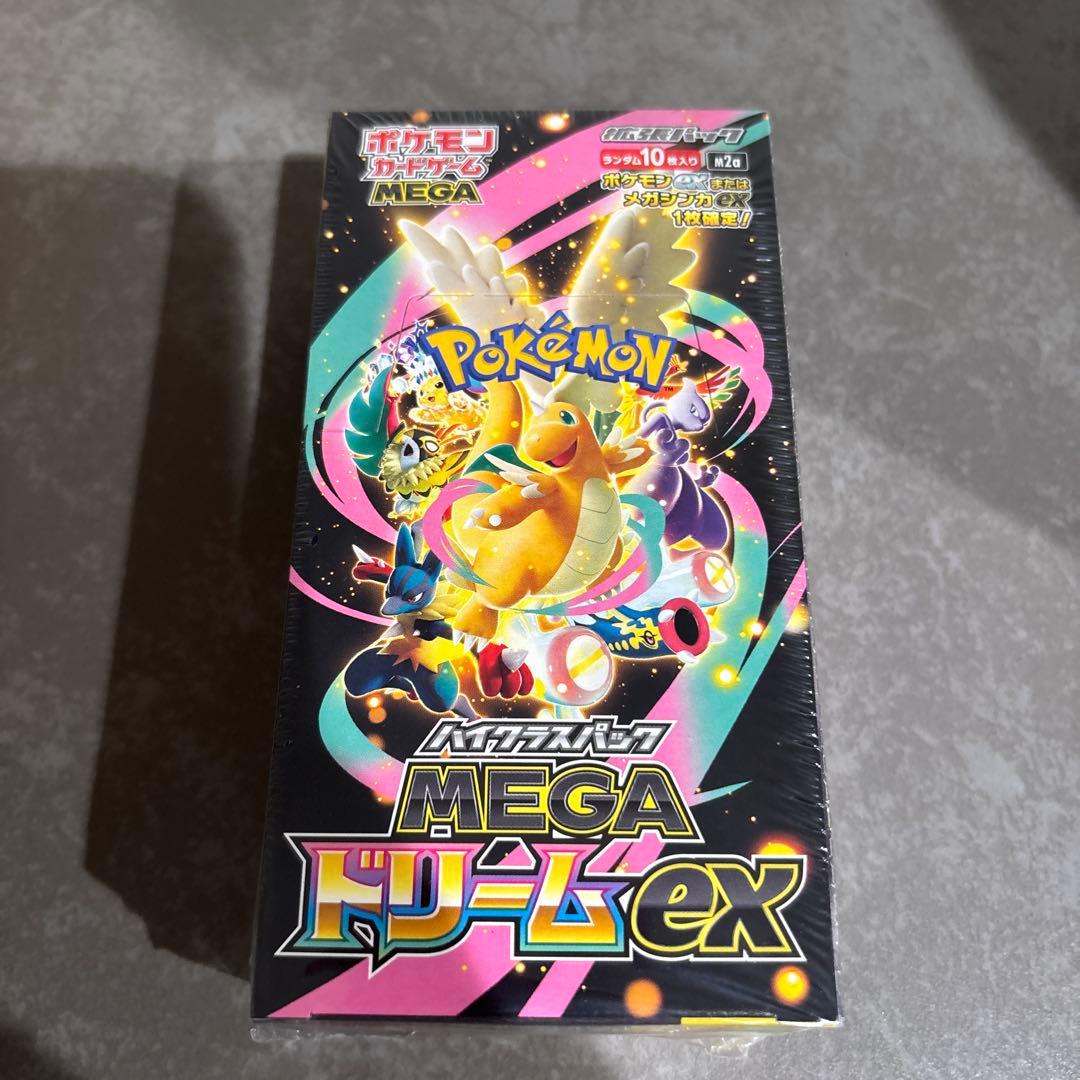 ポケモン
カードゲーム
MEGA
拡張パック
ランダム10枚入り
M2a
ポケモンexまたは
メガシンカex
1枚確定!
POKéMON
TM
ハイクラスパック
MEGA
ドリームex